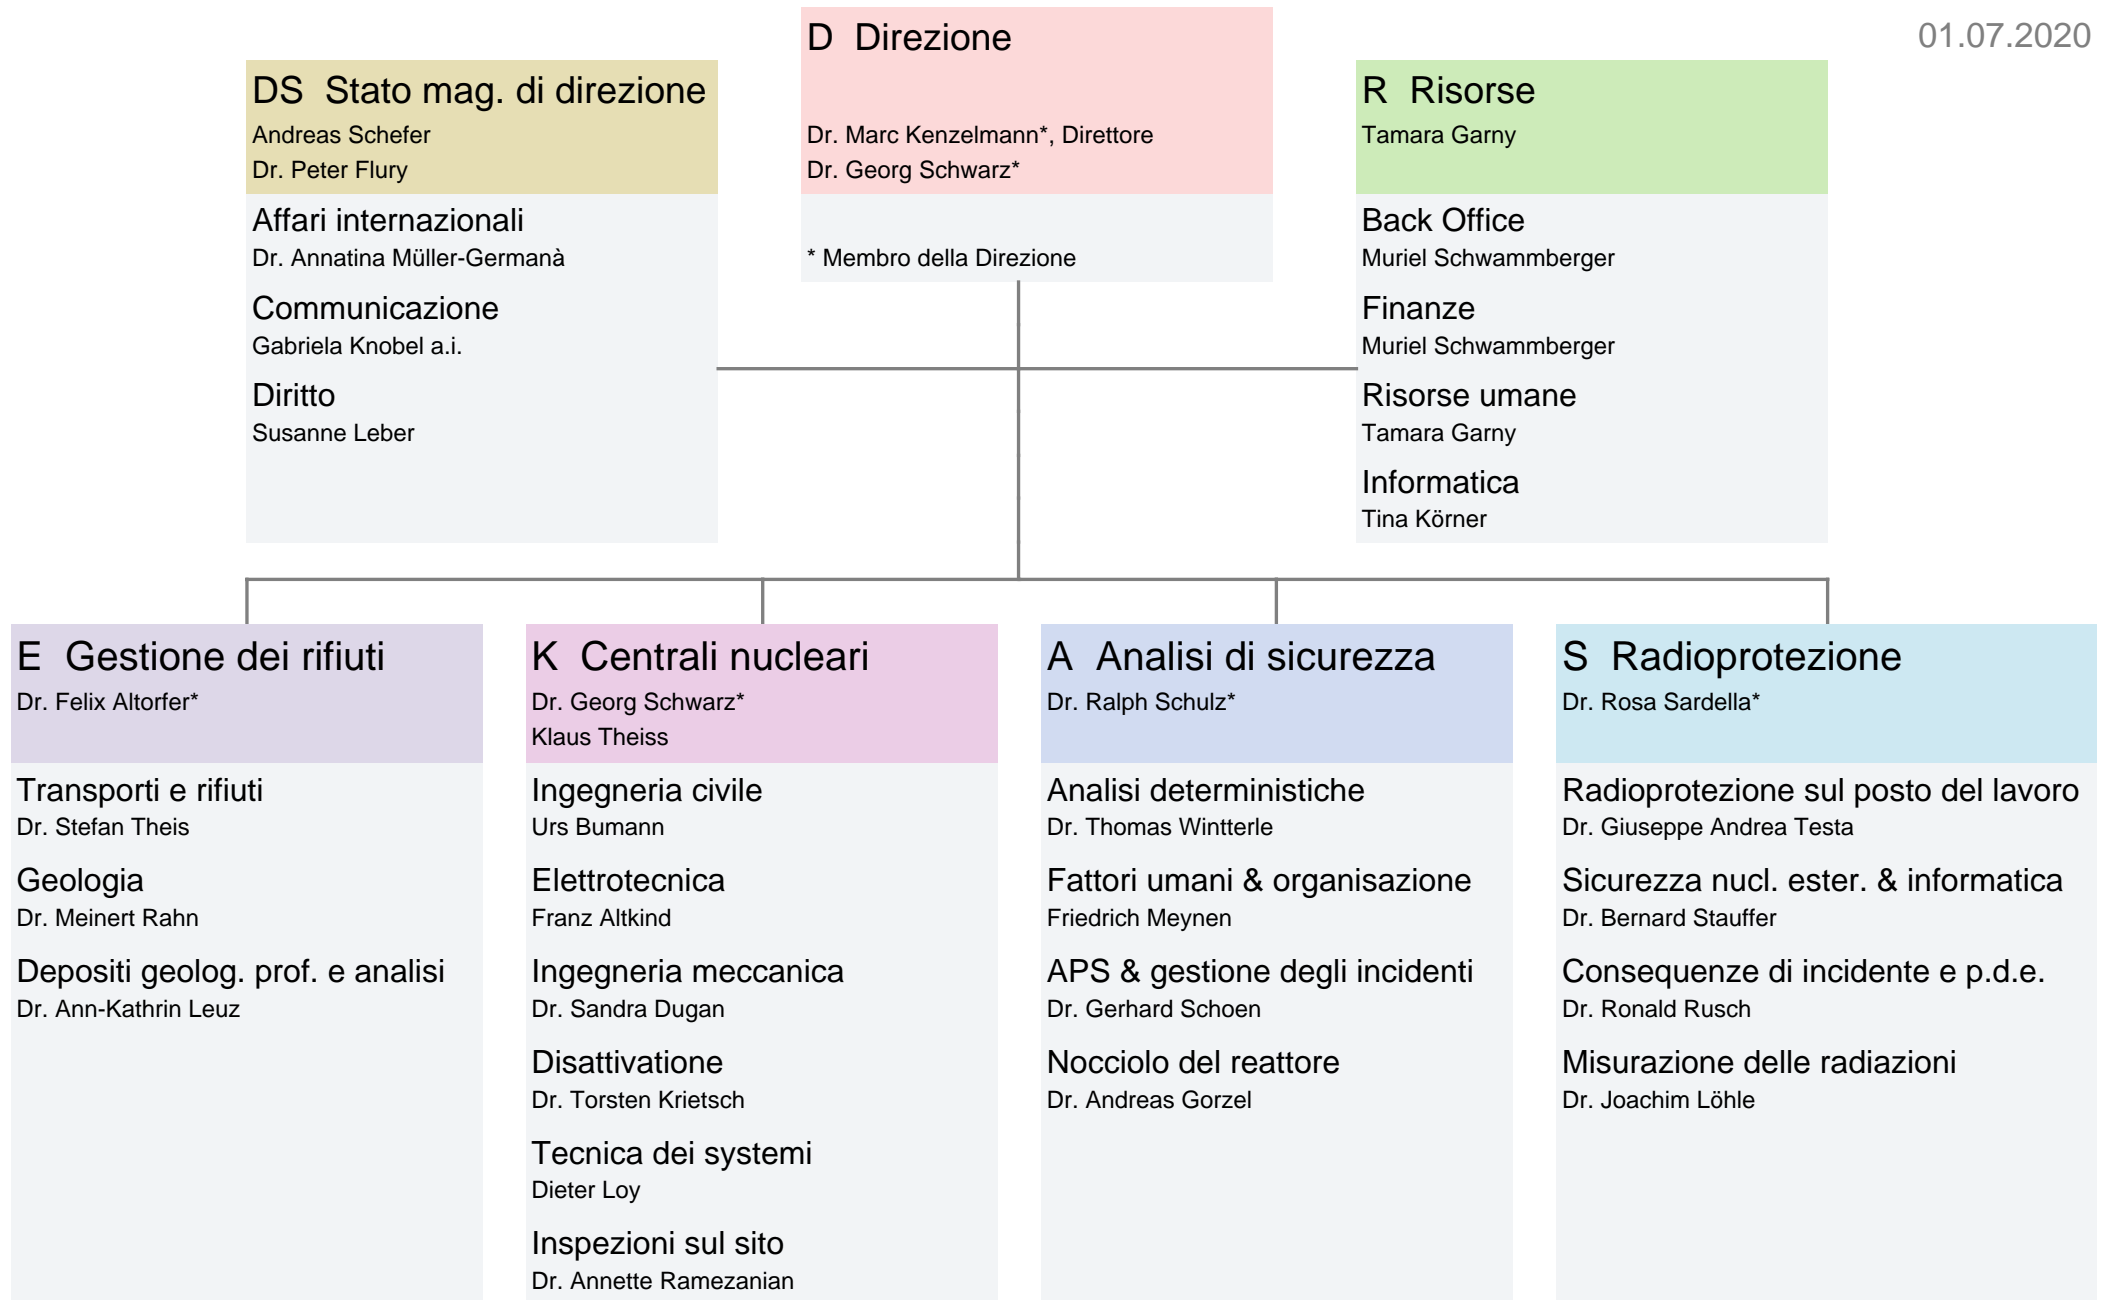 01.07.2020
D Direzione
Dr. Marc Kenzelmann*, Direttore
Dr. Georg Schwarz*
* Membro della Direzione
DS Stato mag. di direzione
Andreas Schefer
Dr. Peter Flury
Affari internazionali
Dr. Annatina Müller-Germanà
Communicazione
Gabriela Knobel a.i.
Diritto
Susanne Leber
R Risorse
Tamara Garny
Back Office
Muriel Schwammberger
Finanze
Muriel Schwammberger
Risorse umane
Tamara Garny
Informatica
Tina Körner
E Gestione dei rifiuti
Dr. Felix Altorfer*
Transporti e rifiuti
Dr. Stefan Theis
Geologia
Dr. Meinert Rahn
Depositi geolog. prof. e analisi
Dr. Ann-Kathrin Leuz
K Centrali nucleari
Dr. Georg Schwarz*
Klaus Theiss
Ingegneria civile
Urs Bumann
Elettrotecnica
Franz Altkind
Ingegneria meccanica
Dr. Sandra Dugan
Disattivatione
Dr. Torsten Krietsch
Tecnica dei systemi
Dieter Loy
Inspezioni sul sito
Dr. Annette Ramezanian
A Analisi di sicurezza
Dr. Ralph Schulz*
Analisi deterministiche
Dr. Thomas Wintterle
Fattori umani & organisazione
Friedrich Meynen
APS & gestione degli incidenti
Dr. Gerhard Schoen
Nocciolo del reattore
Dr. Andreas Gorzel
S Radioprotezione
Dr. Rosa Sardella*
Radioprotezione sul posto del lavoro
Dr. Giuseppe Andrea Testa
Sicurezza nucl. ester. & informatica
Dr. Bernard Stauffer
Consequenze di incidente e p.d.e.
Dr. Ronald Rusch
Misurazione delle radiazioni
Dr. Joachim Löhle